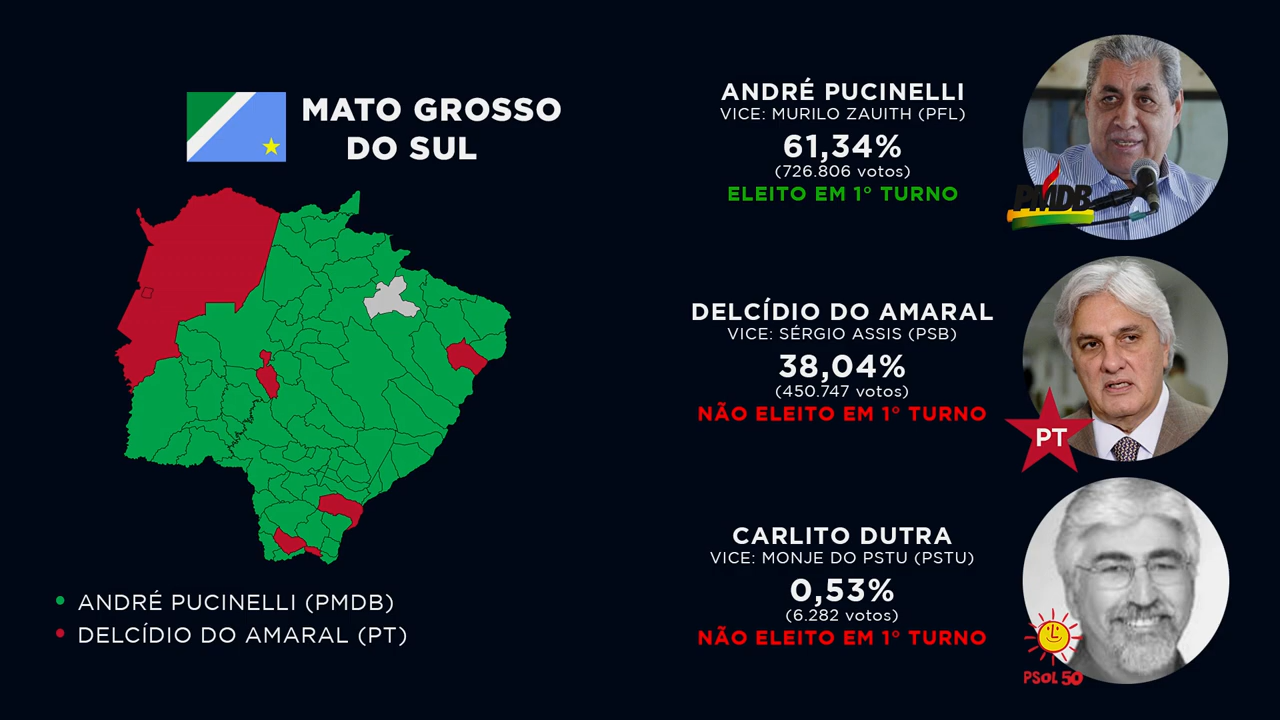 MATO GROSSO
DO SUL
ANDRÉ PUCINELLI (PMDB)
DELCÍDIO DO AMARAL (PT)
ANDRÉ PUCINELLI
VICE: MURILO ZAUITH (PFL)
61,34%
(726.806 votos)
ELEITO EM 1° TURNO
PMDB
DELCÍDIO DO AMARAL
VICE: SÉRGIO ASSIS (PSB)
38,04%
(450.747 votos)
NÃO ELEITO EM 1° TURNO
PT
CARLITO DUTRA
VICE: MONJE DO PSTU (PSTU)
0,53%
(6.282 votos)
NÃO ELEITO EM 1° TURNO
PSOL 50